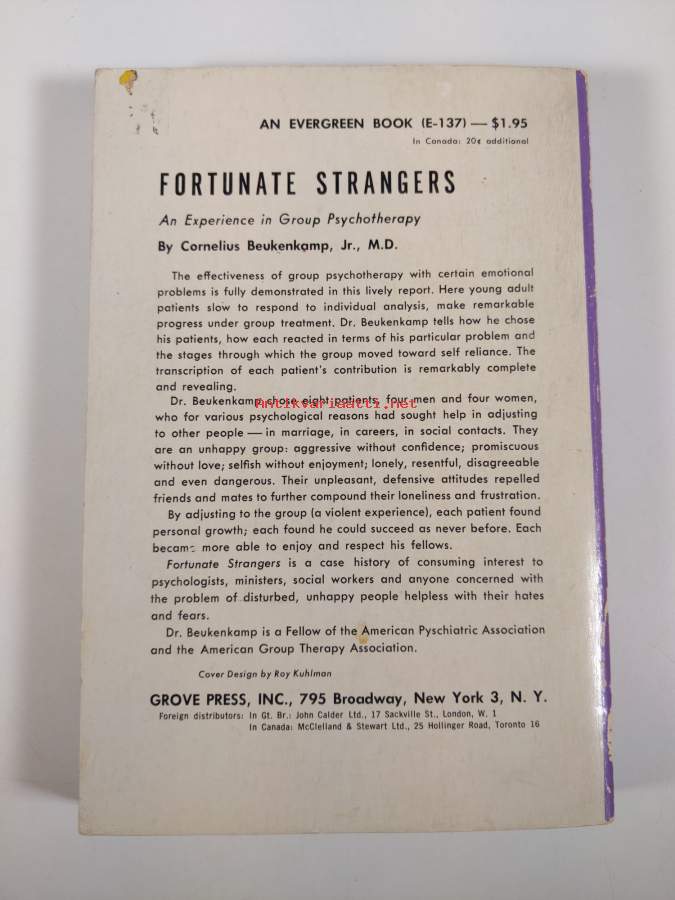 AN EVERGREEN BOOK (E-137) — $1.95
In Canada: 20¢ additional
FORTUNATE STRANGERS
An Experience in Group Psychotherapy
By Cornelius Beukenkamp, Jr., M.D.
The effectiveness of group psychotherapy with certain emotional
problems is fully demonstrated in this lively report. Here young adult
patients slow to respond to individual analysis, make remarkable
progress under group treatment. Dr. Beukenkamp tells how he chose
his patients, how each reacted in terms of his particular problem and
the stages through which the group moved toward self reliance. The
transcription of each patient's contribution is remarkably complete
and revealing.
Dr. Beukenkamp chose eight patients, four men and four women,
Antikvariaatti.net
who for various psychological reasons had sought help in adjusting
to other people — in marriage, in careers, in social contacts. They
are an unhappy group: aggressive without confidence; promiscuous
without love; selfish without enjoyment; lonely, resentful, disagreeable
and even dangerous. Their unpleasant, defensive attitudes repelled
friends and mates to further compound their loneliness and frustration.
By adjusting to the group (a violent experience), each patient found
personal growth; each found he could succeed as never before. Each
became more able to enjoy and respect his fellows.
Fortunate Strangers is a case history of consuming interest to
psychologists, ministers, social workers and anyone concerned with
the problem of disturbed, unhappy people helpless with their hates
and fears.
Dr. Beukenkamp is a Fellow of the American Pyschiatric Association
and the American Group Therapy Association.
Cover Design by Roy Kuhlman
GROVE PRESS, INC., 795 Broadway, New York 3, N. Y.
Foreign distributors: In Gt. Br.: John Calder Ltd., 17 Sackville St., London, W. 1
In Canada: McClelland & Stewart Ltd., 25 Hollinger Road, Toronto 16